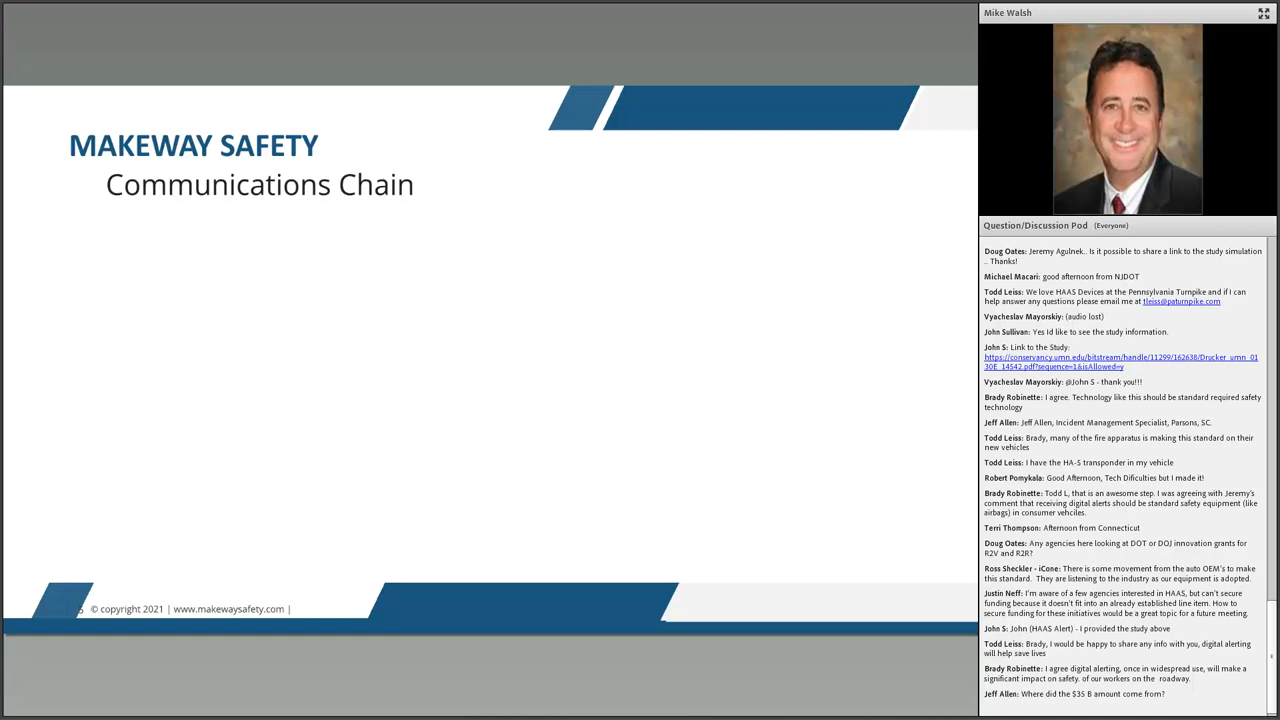 MAKEWAY SAFETY
Communications Chain
© copyright 2021 | www.makewaysafety.com |
Mike Walsh
Question/Discussion Pod (Everyone)
Doug Oates: Jeremy Agulnek.. Is it possible to share a link to the study simulation
.. Thanks!
Michael Macari: good afternoon from NJDOT
Todd Leiss: We love HAAS Devices at the Pennsylvania Turnpike and if I can
help answer any questions please email me at tleiss@paturnpike.com
Vyacheslav Mayorskiy: (audio lost)
John Sullivan: Yes Id like to see the study information.
John S: Link to the Study:
https://conservancy.umn.edu/bitstream/handle/11299/162638/Drucker_umn_01
30E_14542.pdf?sequence=1&isAllowed=y
Vyacheslav Mayorskiy: @John S - thank you!!!
Brady Robinette: I agree. Technology like this should be standard required safety
technology
Jeff Allen: Jeff Allen, Incident Management Specialist, Parsons, SC.
Todd Leiss: Brady, many of the fire apparatus is making this standard on their
new vehicles
Todd Leiss: I have the HA-5 transponder in my vehicle
Robert Pomykala: Good Afternoon, Tech Dificulties but I made it!
Brady Robinette: Todd L, that is an awesome step. I was agreeing with Jeremy's
comment that receiving digital alerts should be standard safety equipment (like
airbags) in consumer vehciles.
Terri Thompson: Afternoon from Connecticut
Doug Oates: Any agencies here looking at DOT or DOJ innovation grants for
R2V and R2R?
Ross Sheckler - iCone: There is some movement from the auto OEM's to make
this standard. They are listening to the industry as our equipment is adopted.
Justin Neff: I'm aware of a few agencies interested in HAAS, but can't secure
funding because it doesn't fit into an already established line item. How to
secure funding for these initiatives would be a great topic for a future meeting.
John S: John (HAAS Alert) - I provided the study above
Todd Leiss: Brady, I would be happy to share any info with you, digital alerting
will help save lives
Brady Robinette: I agree digital alerting, once in widespread use, will make a
significant impact on safety. of our workers on the roadway.
Jeff Allen: Where did the $35 B amount come from?